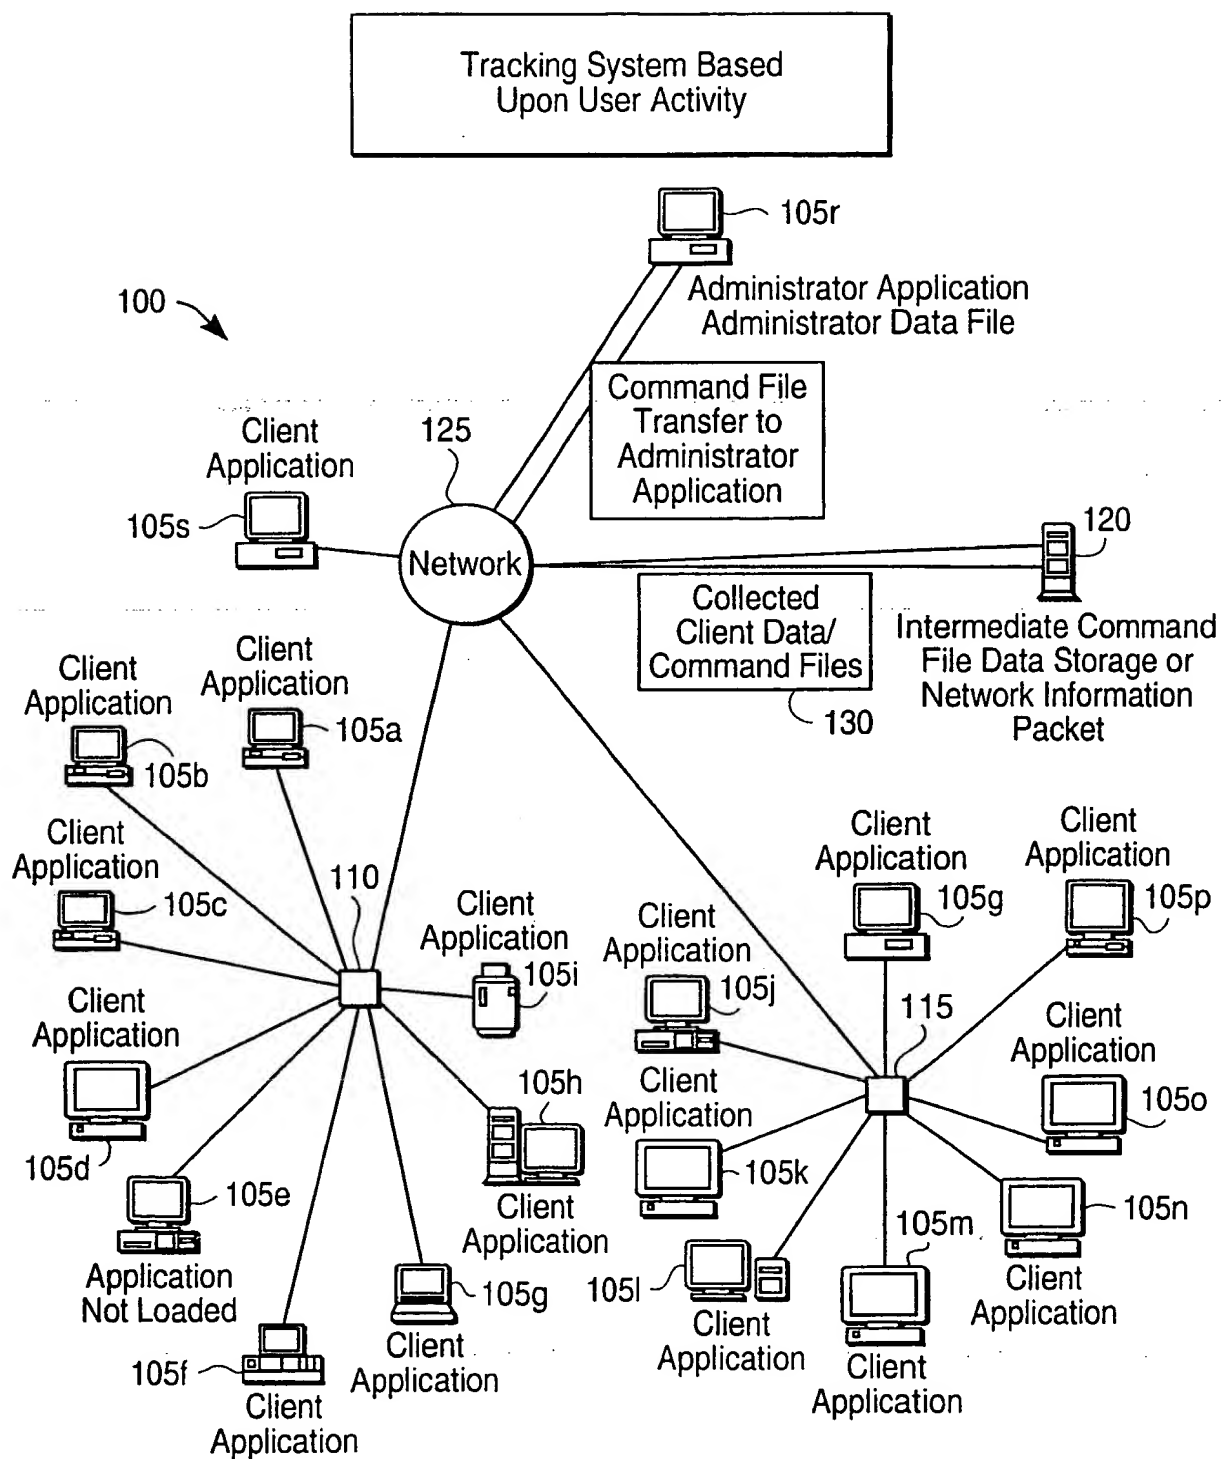 Tracking System Based
Upon User Activity
105r
Administrator Application
Administrator Data File
100
Command File
Transfer to
Administrator
Application
Client
Application
125
105s
Network
120
Collected
Client Data/
Command Files
130
Intermediate Command
File Data Storage or
Network Information
Packet
Client
Application
105b
Client
Application
105a
Client
Application
105c
110
Client
Application
105i
Client
Application
105d
105h
Client
Application
105e
Application
Not Loaded
105g
Client
Application
105f
Client
Application
Client
Application
105g
Client
Application
105p
Client
Application
105j
115
Client
Application
105o
Client
Application
105k
105n
Client
Application
105m
Client
Application
105l
Client
Application